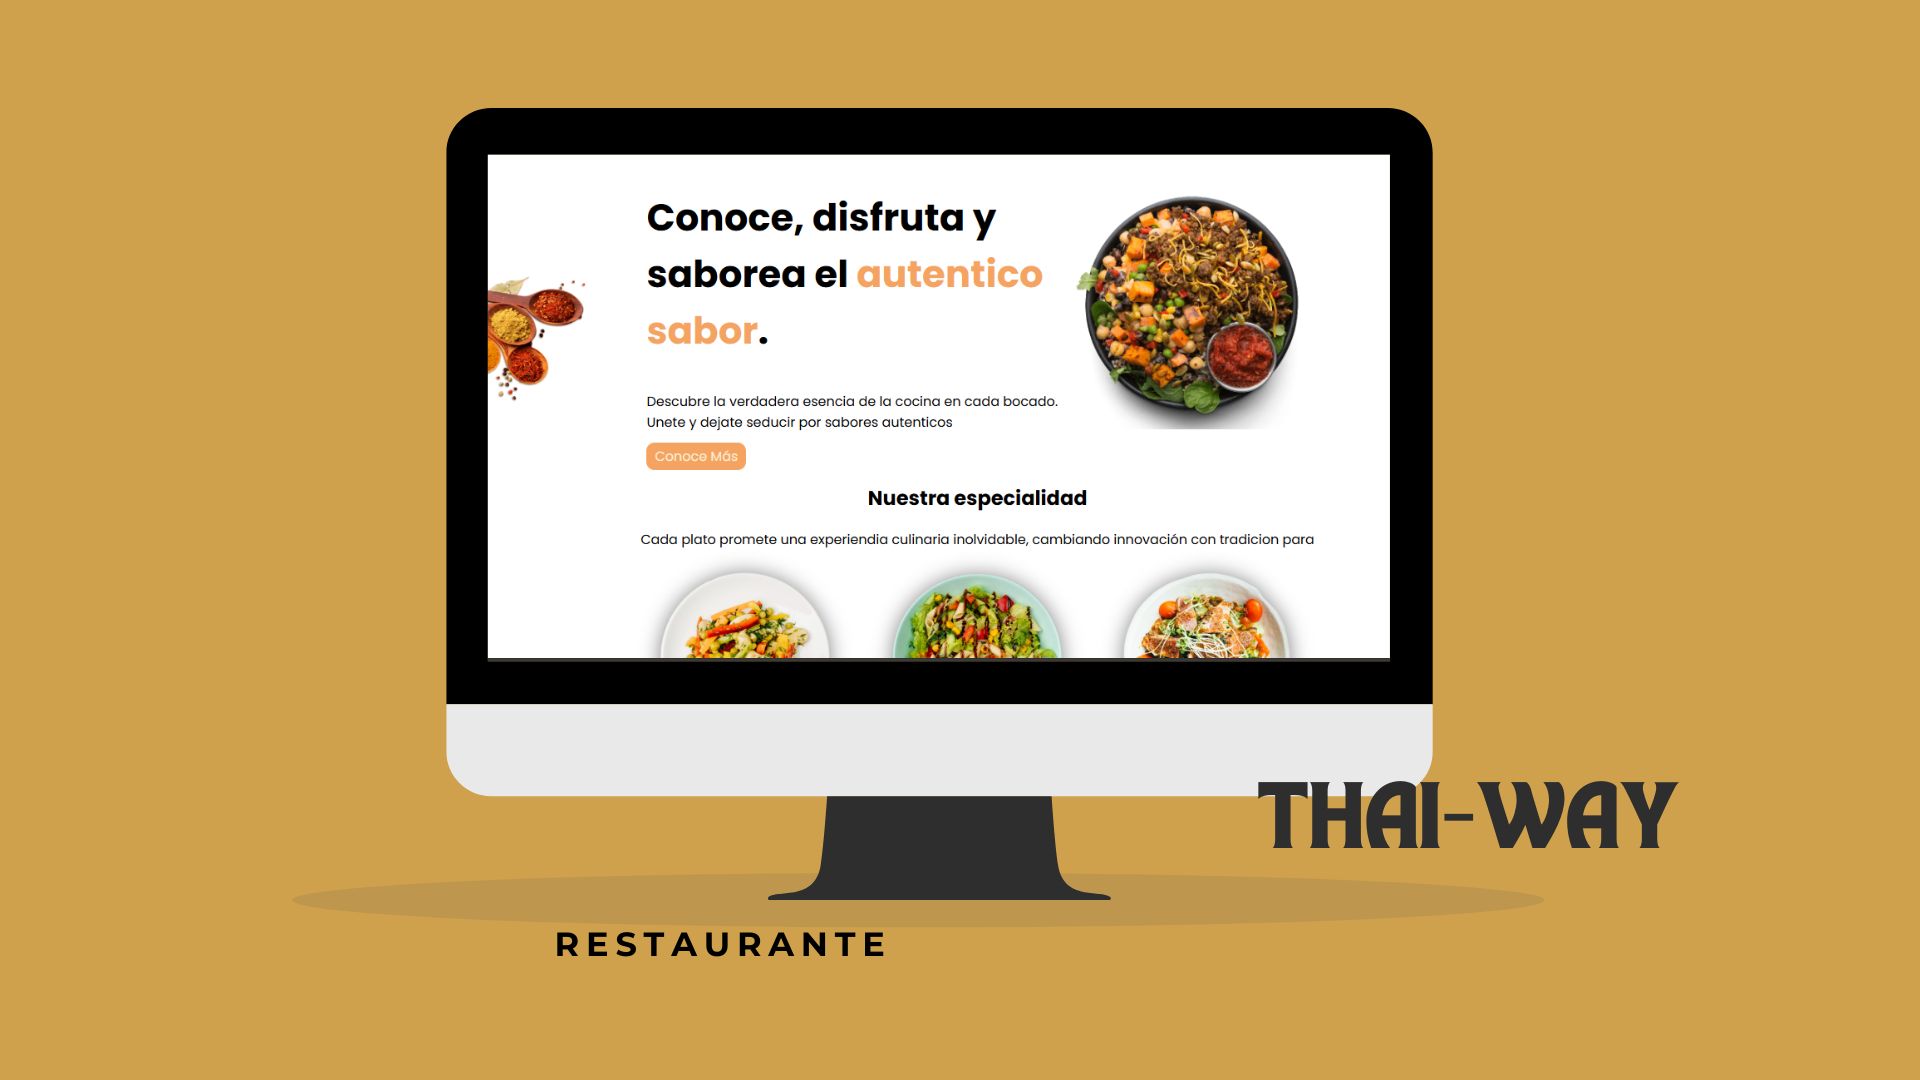 Conoce, disfruta y
saborea el autentico
sabor.
Descubre la verdadera esencia de la cocina en cada bocado.
Unete y dejate seducir por sabores autenticos
Conoce Más
Nuestra especialidad
Cada plato promete una experiendia culinaria inolvidable, cambiando innovación con tradicion para
THAI-WAY
RESTAURANTE